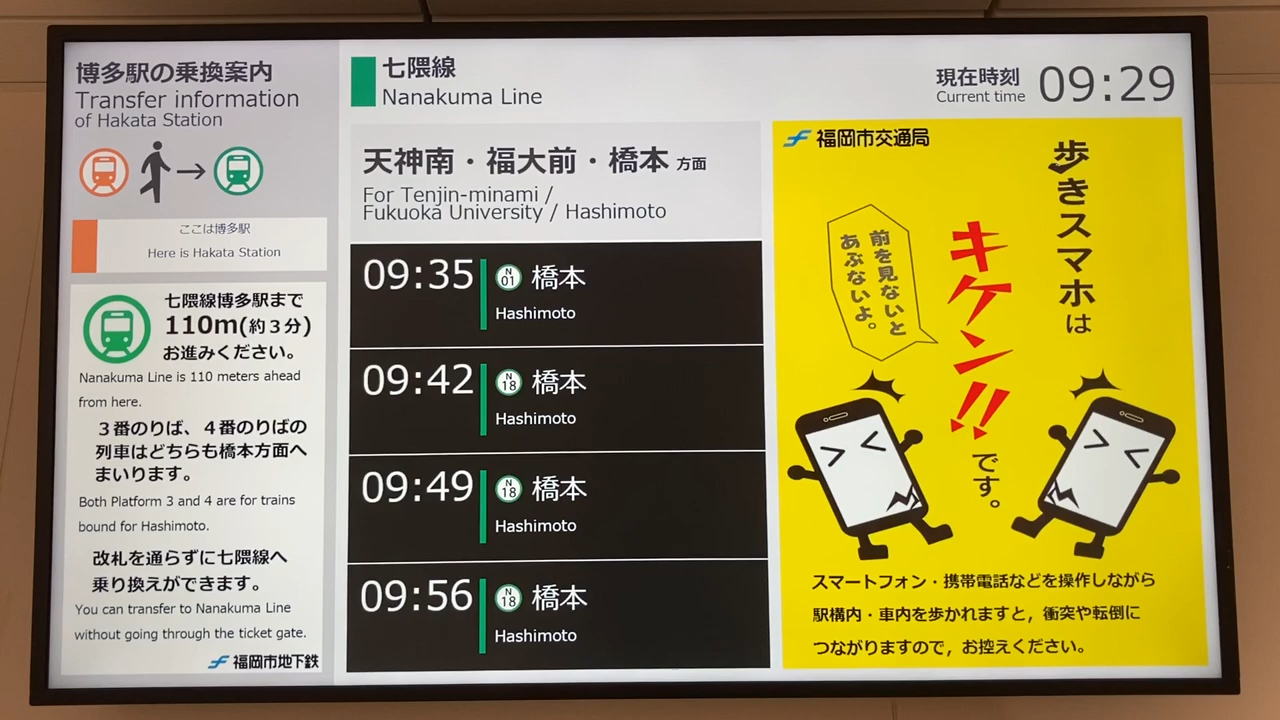 博多駅の乗換案内
Transfer information
of Hakata Station
ここは博多駅
Here is Hakata Station
七隈線博多駅まで
110m(約３分)
お進みください。
Nanakuma Line is 110 meters ahead
from here.
３番のりば、４番のりばの
列車はどちらも橋本方面へ
まいります。
Both Platform 3 and 4 are for trains
bound for Hashimoto.
改札を通らずに七隈線へ
乗り換えができます。
You can transfer to Nanakuma Line
without going through the ticket gate.
福岡市地下鉄
七隈線
Nanakuma Line
現在時刻
Current time
09:29
天神南・福大前・橋本 方面
For Tenjin-minami /
Fukuoka University / Hashimoto
09:35 N 01 橋本
Hashimoto
09:42 N 18 橋本
Hashimoto
09:49 N 18 橋本
Hashimoto
09:56 N 18 橋本
Hashimoto
福岡市交通局
歩きスマホは
キケン!!です。
前を見ないと
あぶないよ。
スマートフォン・携帯電話などを操作しながら
駅構内・車内を歩かれますと，衝突や転倒に
つながりますので，お控えください。